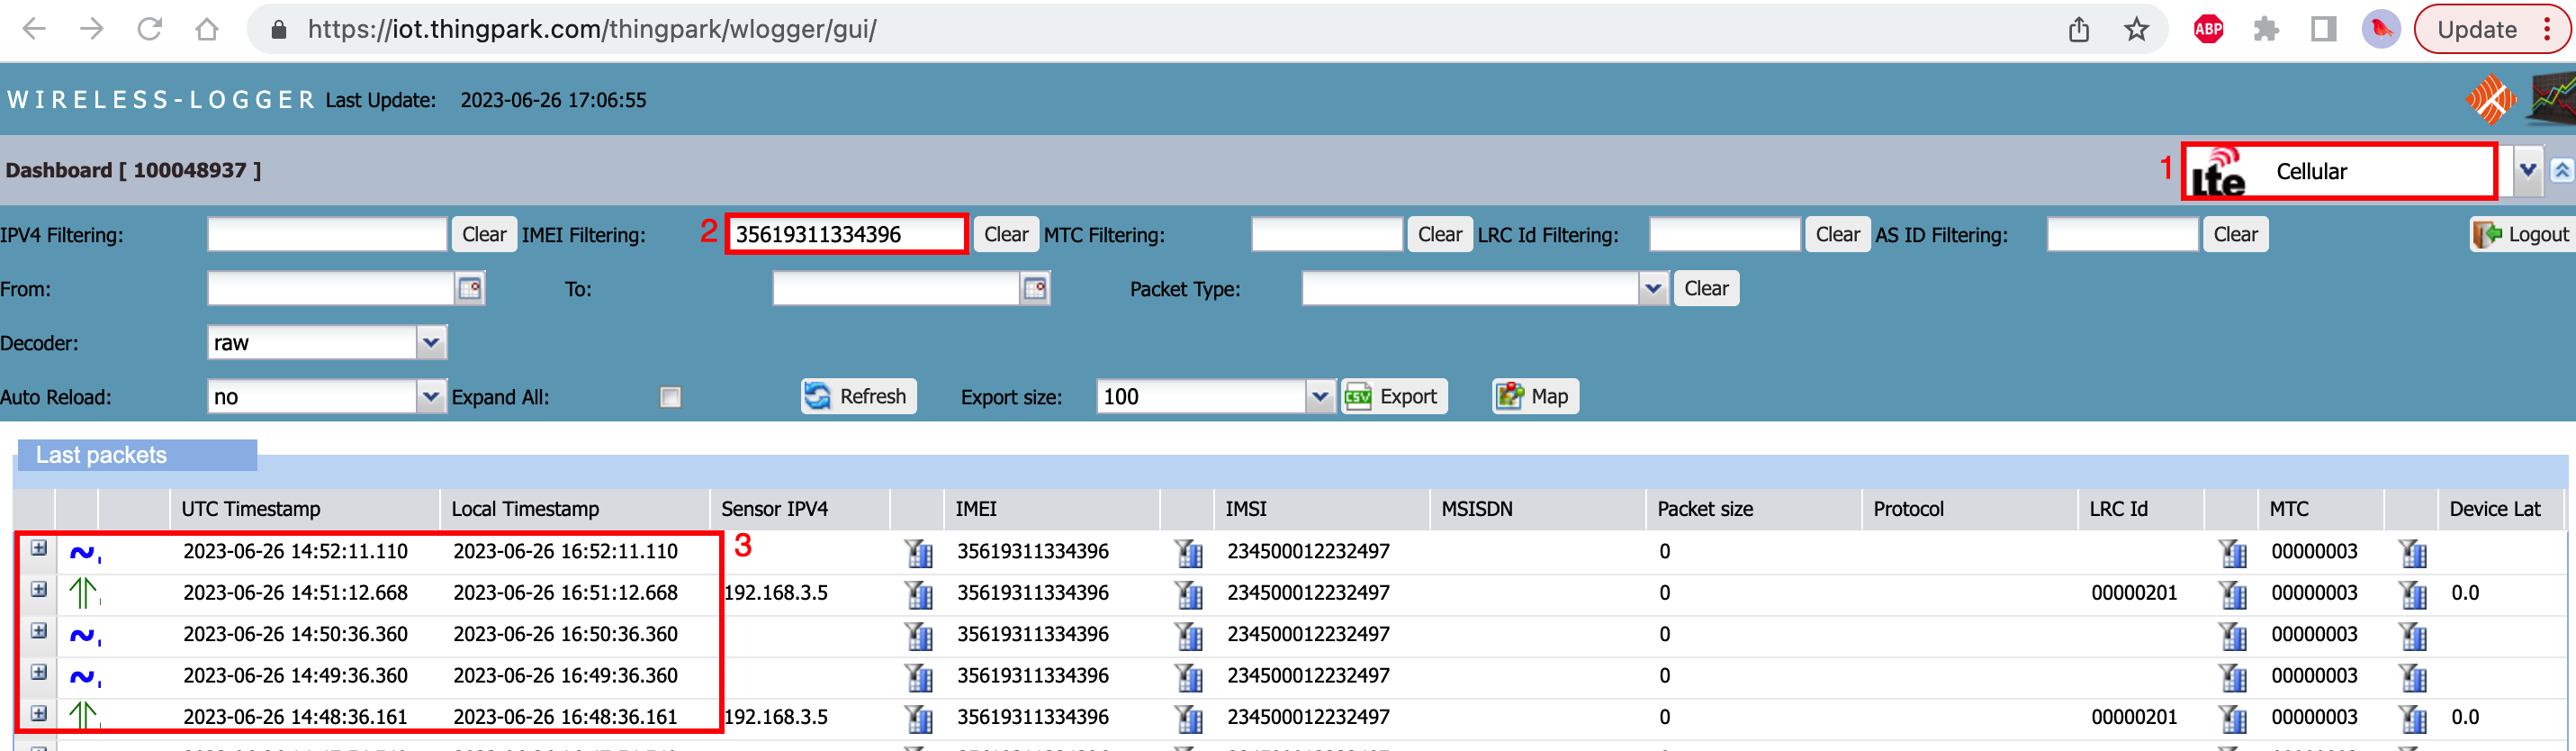 https://iot.thingpark.com/thingpark/wlogger/gui/ ABP Update
WIRELESS-LOGGER Last Update: 2023-06-26 17:06:55
Dashboard [ 100048937 ] 1 Lte Cellular
IPV4 Filtering: Clear IMEI Filtering: 2 35619311334396 Clear MTC Filtering: Clear LRC Id Filtering: Clear AS ID Filtering: Clear Logout
From: To: Packet Type: Clear
Decoder: raw
Auto Reload: no Expand All: Refresh Export size: 100 CSV Export Map
Last packets
UTC Timestamp Local Timestamp Sensor IPV4 IMEI IMSI MSISDN Packet size Protocol LRC Id MTC Device Lat
2023-06-26 14:52:11.110 2023-06-26 16:52:11.110 3 35619311334396 234500012232497 0 00000003
2023-06-26 14:51:12.668 2023-06-26 16:51:12.668 192.168.3.5 35619311334396 234500012232497 0 00000201 00000003 0.0
2023-06-26 14:50:36.360 2023-06-26 16:50:36.360 35619311334396 234500012232497 0 00000003
2023-06-26 14:49:36.360 2023-06-26 16:49:36.360 35619311334396 234500012232497 0 00000003
2023-06-26 14:48:36.161 2023-06-26 16:48:36.161 192.168.3.5 35619311334396 234500012232497 0 00000201 00000003 0.0